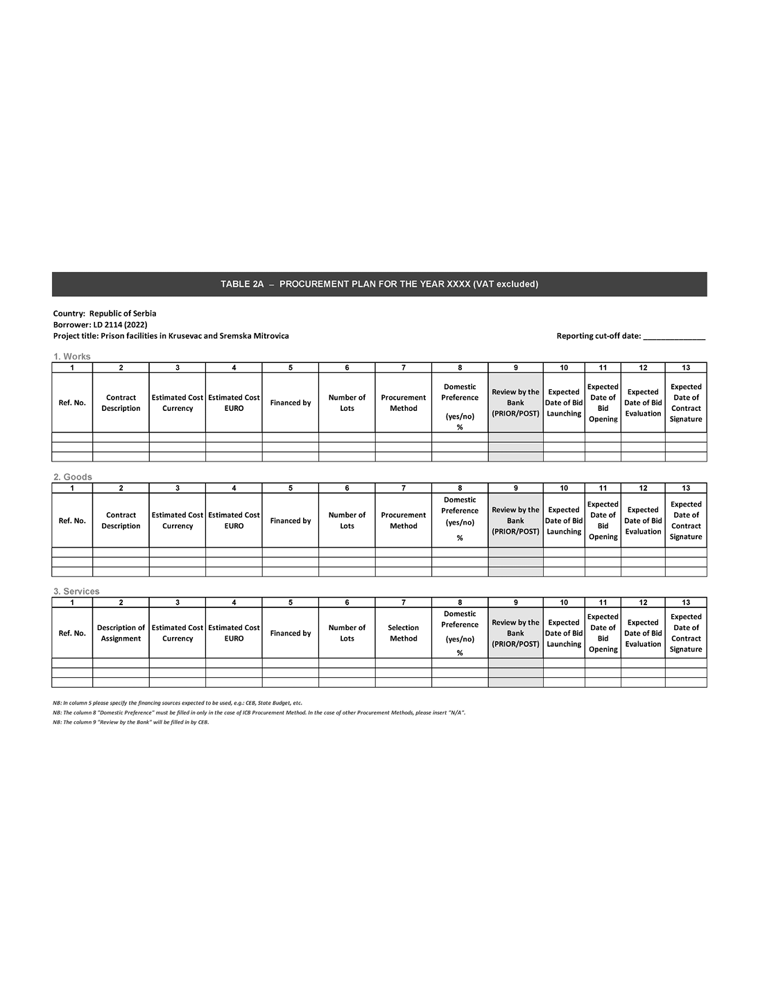 TABLE 2A – PROCUREMENT PLAN FOR THE YEAR XXXX (VAT excluded)
Country: Republic of Serbia
Borrower: LD 2114 (2022)
Project title: Prison facilities in Krusevac and Sremska Mitrovica
Reporting cut-off date: ______________
1. Works
1 2 3 4 5 6 7 8 9 10 11 12 13
Ref. No.
Contract
Description
Estimated Cost
Currency
Estimated Cost
EURO
Financed by
Number of
Lots
Procurement
Method
Domestic
Preference
(yes/no)
%
Review by the
Bank
(PRIOR/POST)
Expected
Date of Bid
Launching
Expected
Date of
Bid
Opening
Expected
Date of Bid
Evaluation
Expected
Date of
Contract
Signature
2. Goods
1 2 3 4 5 6 7 8 9 10 11 12 13
Ref. No.
Contract
Description
Estimated Cost
Currency
Estimated Cost
EURO
Financed by
Number of
Lots
Procurement
Method
Domestic
Preference
(yes/no)
%
Review by the
Bank
(PRIOR/POST)
Expected
Date of Bid
Launching
Expected
Date of
Bid
Opening
Expected
Date of Bid
Evaluation
Expected
Date of
Contract
Signature
3. Services
1 2 3 4 5 6 7 8 9 10 11 12 13
Ref. No.
Description of
Assignment
Estimated Cost
Currency
Estimated Cost
EURO
Financed by
Number of
Lots
Selection
Method
Domestic
Preference
(yes/no)
%
Review by the
Bank
(PRIOR/POST)
Expected
Date of Bid
Launching
Expected
Date of
Bid
Opening
Expected
Date of Bid
Evaluation
Expected
Date of
Contract
Signature
NB: In column 5 please specify the financing sources expected to be used, e.g.: CEB, State Budget, etc.
NB: The column 8 "Domestic Preference" must be filled in only in the case of ICB Procurement Method. In the case of other Procurement Methods, please insert "N/A".
NB: The column 9 "Review by the Bank" will be filled in by CEB.